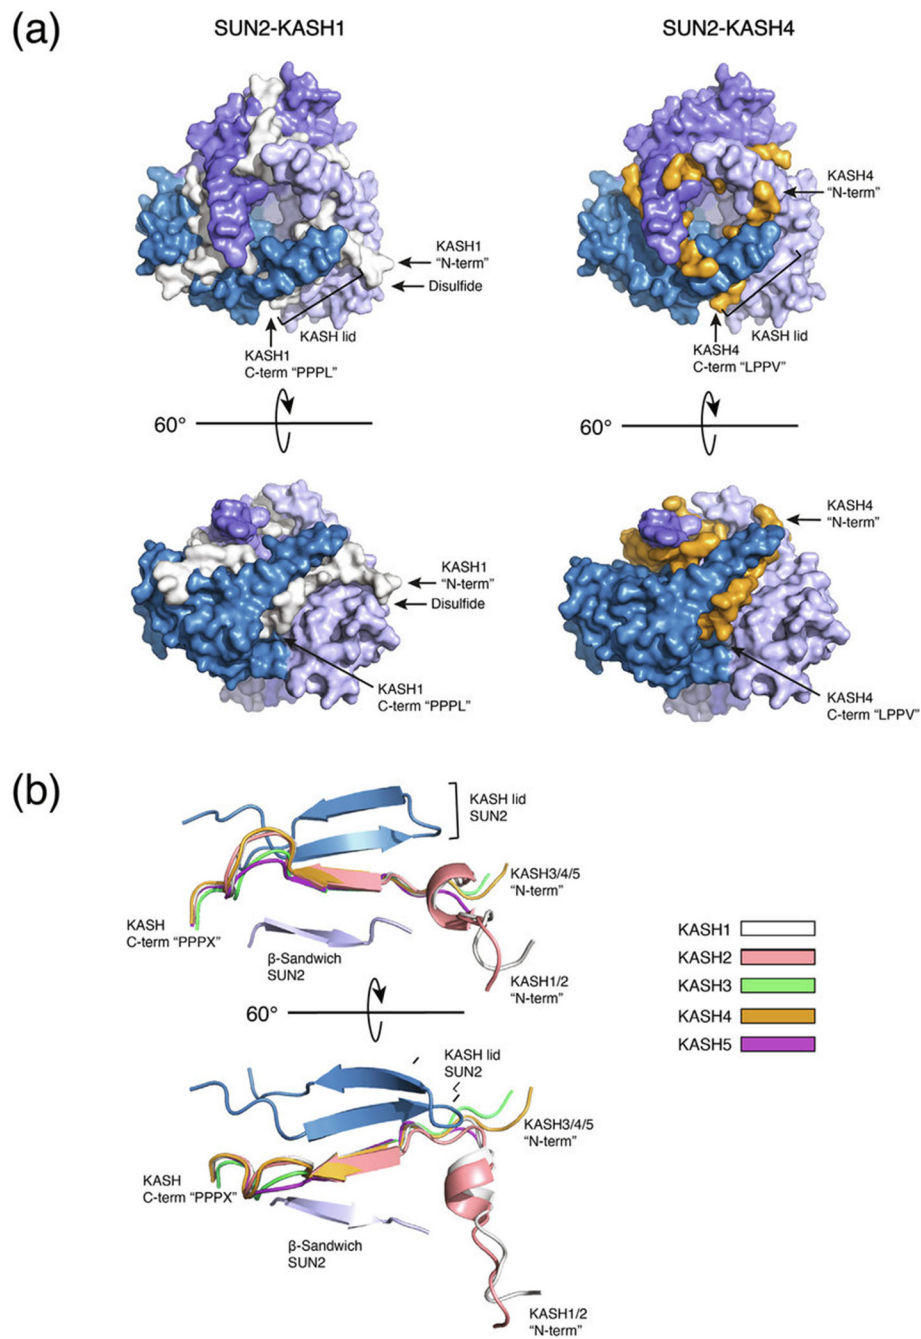 (a)
SUN2-KASH1
SUN2-KASH4
KASH4
"N-term"
KASH1
"N-term"
Disulfide
KASH lid
KASH1
C-term "PPPL"
KASH lid
KASH4
C-term "LPPV"
60°
60°
KASH1
"N-term"
Disulfide
KASH1
C-term "PPPL"
KASH4
"N-term"
KASH4
C-term "LPPV"
(b)
KASH lid
SUN2
KASH3/4/5
"N-term"
KASH
C-term "PPPX"
β-Sandwich
SUN2
KASH1/2
"N-term"
60°
KASH1
KASH2
KASH3
KASH4
KASH5
KASH lid
SUN2
KASH3/4/5
"N-term"
KASH
C-term "PPPX"
β-Sandwich
SUN2
KASH1/2
"N-term"